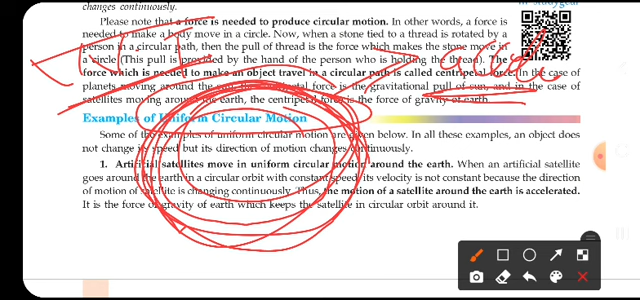 changes continuously.
Please note that a force is needed to produce circular motion. In other words, a force is
needed to make a body move in a circle. Now, when a stone tied to a thread is rotated by a
person in a circular path, then the pull of thread is the force which makes the stone move in
a circle (This pull is provided by the hand of the person who is holding the thread). The
force which is needed to make an object travel in a circular path is called centripetal force. In the case of
planets moving around the sun, the centripetal force is the gravitational pull of sun, and in the case of
satellites moving around the earth, the centripetal force is the force of gravity of earth.
Examples of Uniform Circular Motion
Some of the examples of uniform circular motion are given below. In all these examples, an object does
not change its speed but its direction of motion changes continuously.
1. Artificial satellites move in uniform circular motion around the earth. When an artificial satellite
goes around the earth in a circular orbit with constant speed, its velocity is not constant because the direction
of motion of satellite is changing continuously. Thus, the motion of a satellite around the earth is accelerated.
It is the force of gravity of earth which keeps the satellite in circular orbit around it.